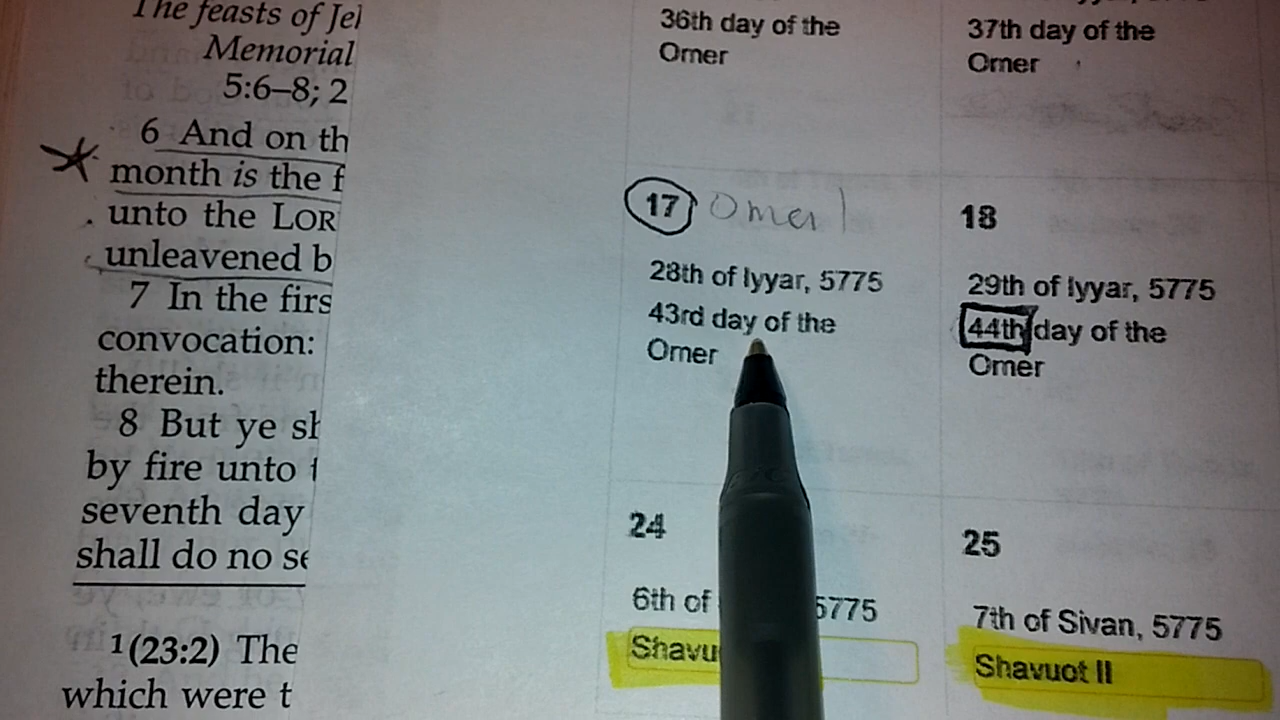 The feasts of Je
Memorial
5:6–8; 2
6 And on th
month is the f
unto the LOR
unleavened b
7 In the firs
convocation:
therein.
8 But ye sh
by fire unto t
seventh day
shall do no se
1(23:2) The
which were t
36th day of the
Omer
37th day of the
Omer
17 Omer
28th of Iyyar, 5775
43rd day of the
Omer
18
29th of Iyyar, 5775
44th day of the
Omer
24
6th of 5775
Shavu
25
7th of Sivan, 5775
Shavuot II